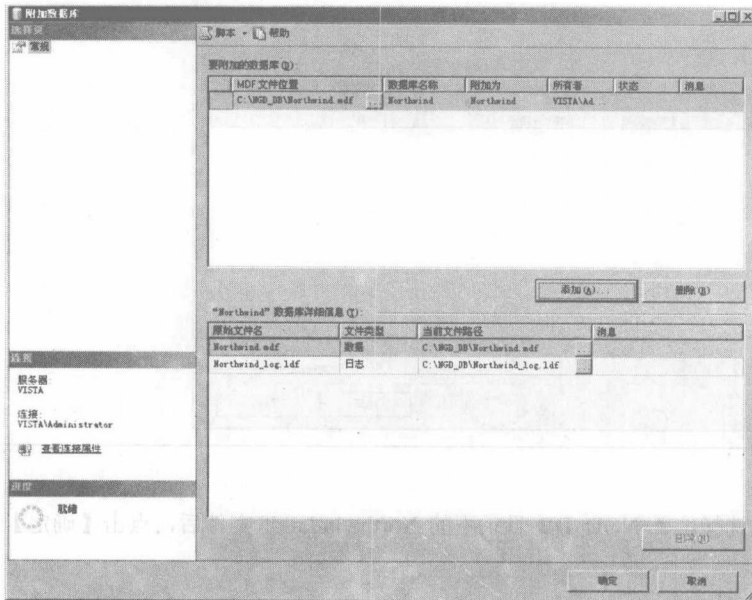 附加数据库
选择页
常规
脚本 帮助
要附加的数据库(D):
MDF 文件位置 数据库名称 附加为 所有者 状态 消息
C:\NGD_DB\Northwind.mdf ... Northwind Northwind VISTA\Ad...
添加(A)... 删除(R)
"Northwind" 数据库详细信息(T):
原始文件名 文件类型 当前文件路径 消息
Northwind.mdf 数据 C:\NGD_DB\Northwind.mdf ...
Northwind_log.ldf 日志 C:\NGD_DB\Northwind_log.ldf
连接
服务器:
VISTA
连接:
VISTA\Administrator
查看连接属性
进度
就绪
确定 取消